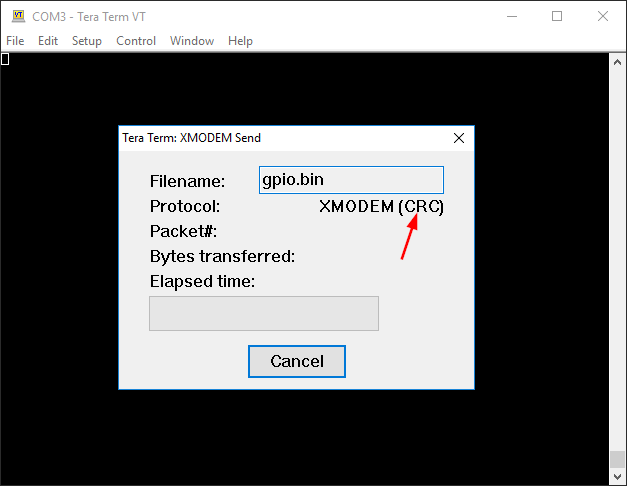 COM3 - Tera Term VT
File Edit Setup Control Window Help
Tera Term: XMODEM Send
Filename: gpio.bin
Protocol: XMODEM (CRC)
Packet#:
Bytes transferred:
Elapsed time:
Cancel